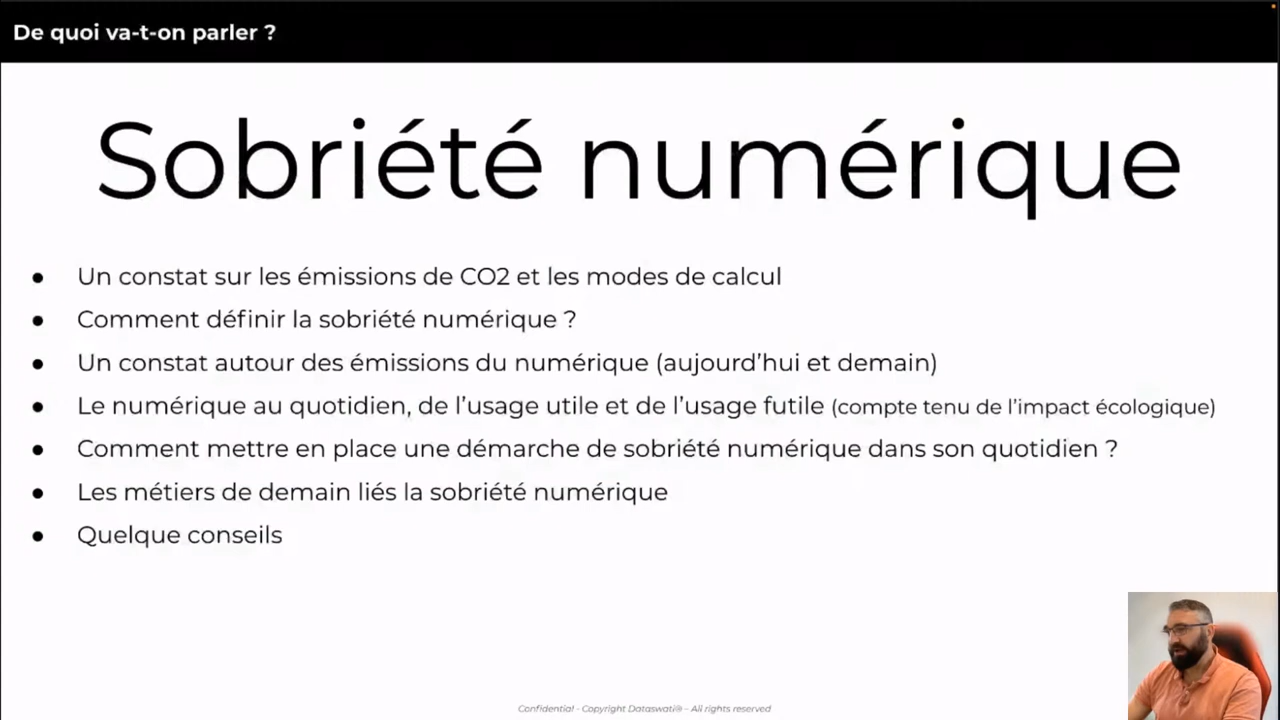 De quoi va-t-on parler ?
Sobriété numérique
● Un constat sur les émissions de CO2 et les modes de calcul
● Comment définir la sobriété numérique ?
● Un constat autour des émissions du numérique (aujourd’hui et demain)
● Le numérique au quotidien, de l’usage utile et de l’usage futile (compte tenu de l’impact écologique)
● Comment mettre en place une démarche de sobriété numérique dans son quotidien ?
● Les métiers de demain liés la sobriété numérique
● Quelque conseils
Confidential - Copyright Dataswati® - All rights reserved